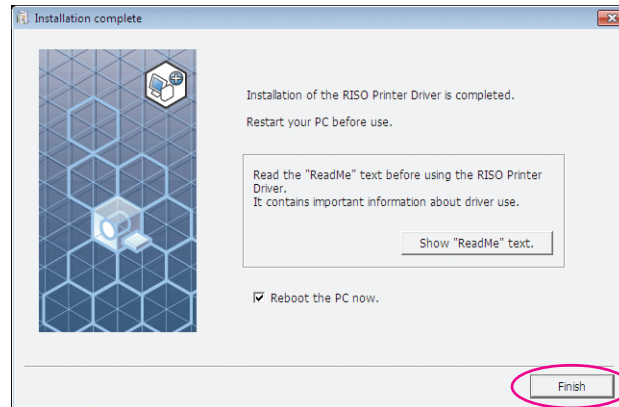 Installation complete
Installation of the RISO Printer Driver is completed.
Restart your PC before use.
Read the "ReadMe" text before using the RISO Printer
Driver.
It contains important information about driver use.
Show "ReadMe" text.
Reboot the PC now.
Finish